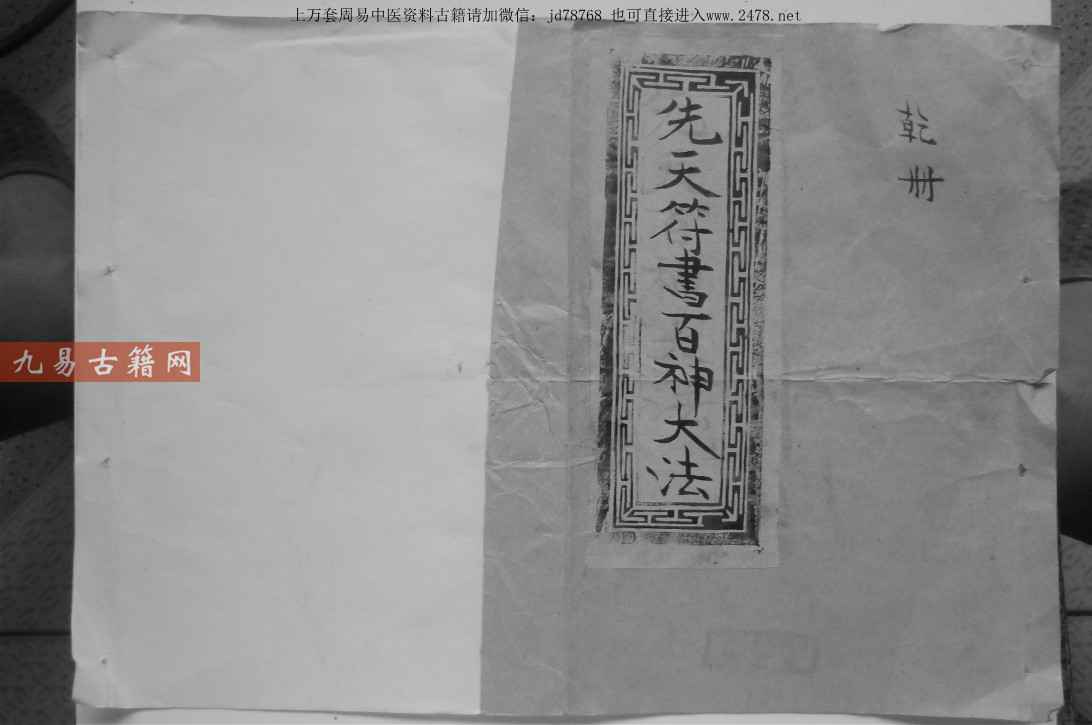 上万套周易中医资料古籍请加微信：jd78768 也可直接进入www.2478.net
乾册
先天符書百神大法
九易古籍网